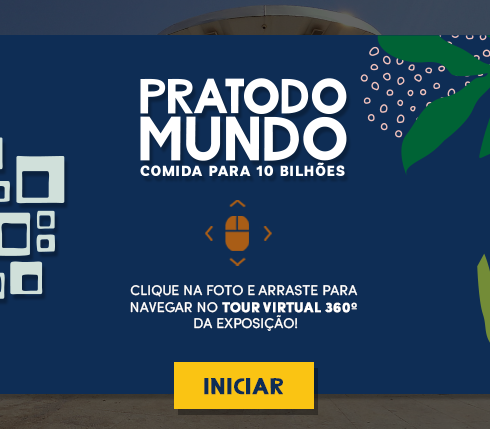 PRATODO
MUNDO
COMIDA PARA 10 BILHÕES
CLIQUE NA FOTO E ARRASTE PARA
NAVEGAR NO TOUR VIRTUAL 360º
DA EXPOSIÇÃO!
INICIAR